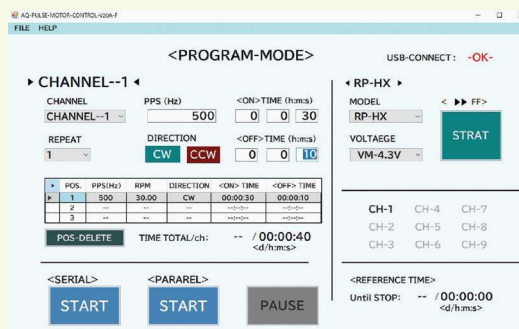 AQ-PULSE-MOTOR-CONTROL-V20A-F
FILE HELP
<PROGRAM-MODE>
USB-CONNECT : -OK-
CHANNEL--1
CHANNEL PPS (Hz) <ON>TIME (h:m:s)
CHANNEL--1 500 0 0 30
REPEAT DIRECTION <OFF>TIME (h:m:s)
1 CW CCW 0 0 10
POS. PPS(Hz) RPM DIRECTION <ON> TIME <OFF> TIME
1 500 30.00 CW 00:00:30 00:00:10
2 -- -- -- --:--:-- --:--:--
3 -- -- -- --:--:-- --:--:--
POS-DELETE TIME TOTAL/ch: -- / 00:00:40
<d/h:m:s>
<SERIAL> <PARAREL>
START START PAUSE
RP-HX
MODEL < ▶▶ FF>
RP-HX STRAT
VOLTAEGE
VM-4.3V
CH-1 CH-4 CH-7
CH-2 CH-5 CH-8
CH-3 CH-6 CH-9
<REFERENCE TIME>
Until STOP: -- / 00:00:00
<d/h:m:s>